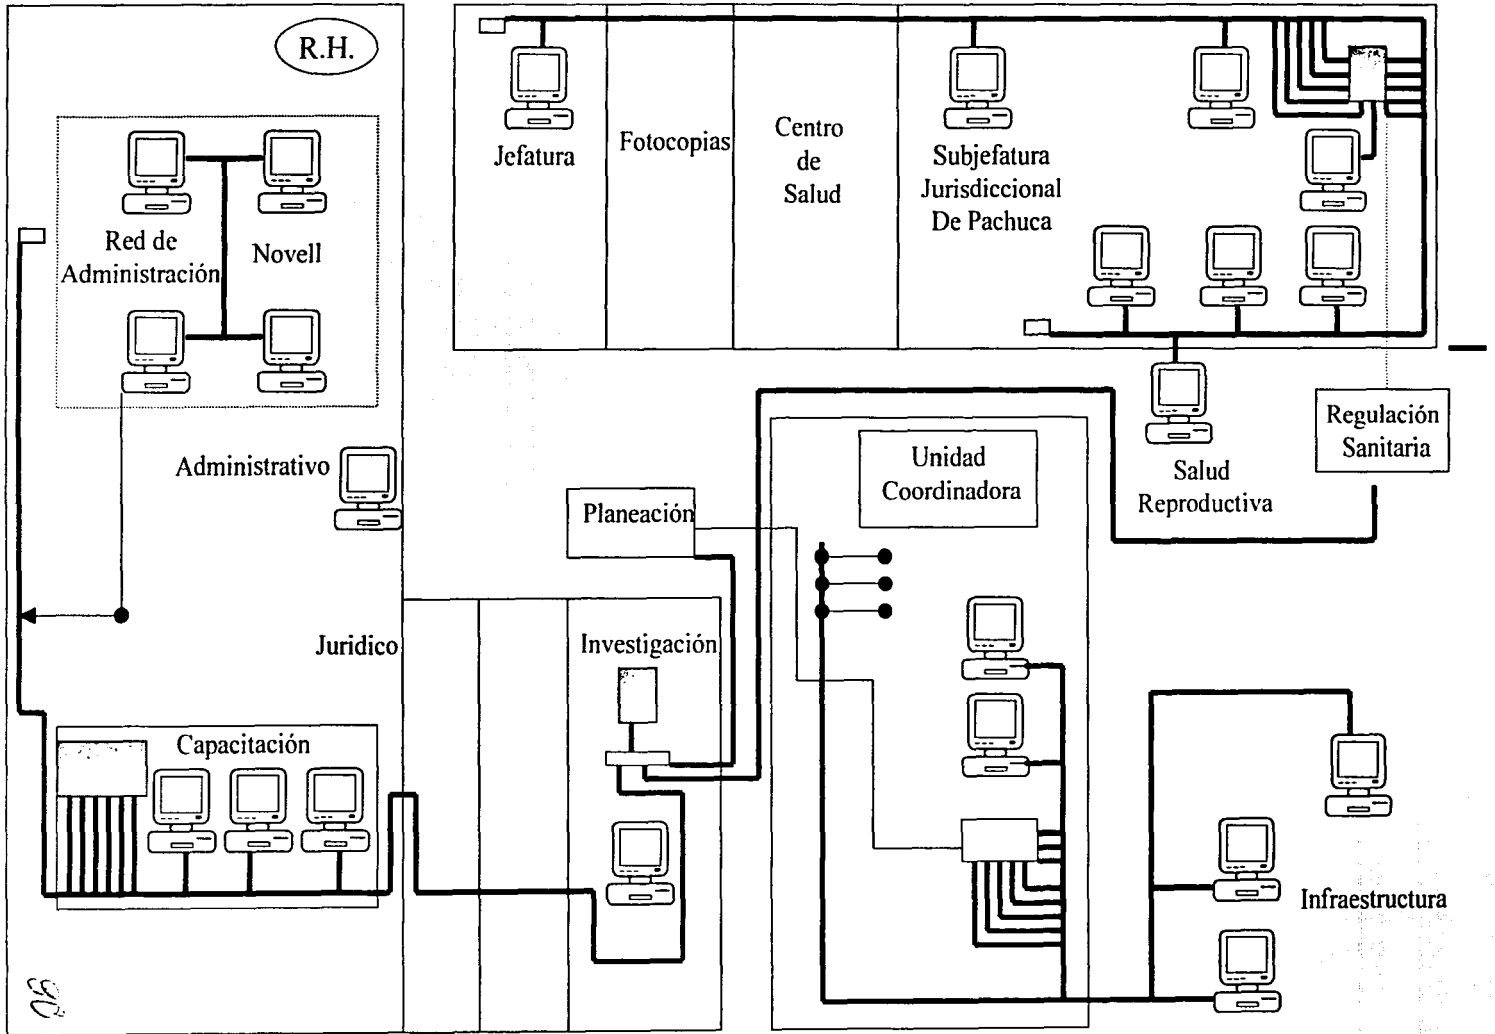 R.H.
Red de
Administración
Novell
Administrativo
Juridico
Capacitación
Jefatura
Fotocopias
Centro
de
Salud
Subjefatura
Jurisdiccional
De Pachuca
Salud
Reproductiva
Regulación
Sanitaria
Planeación
Investigación
Unidad
Coordinadora
Infraestructura